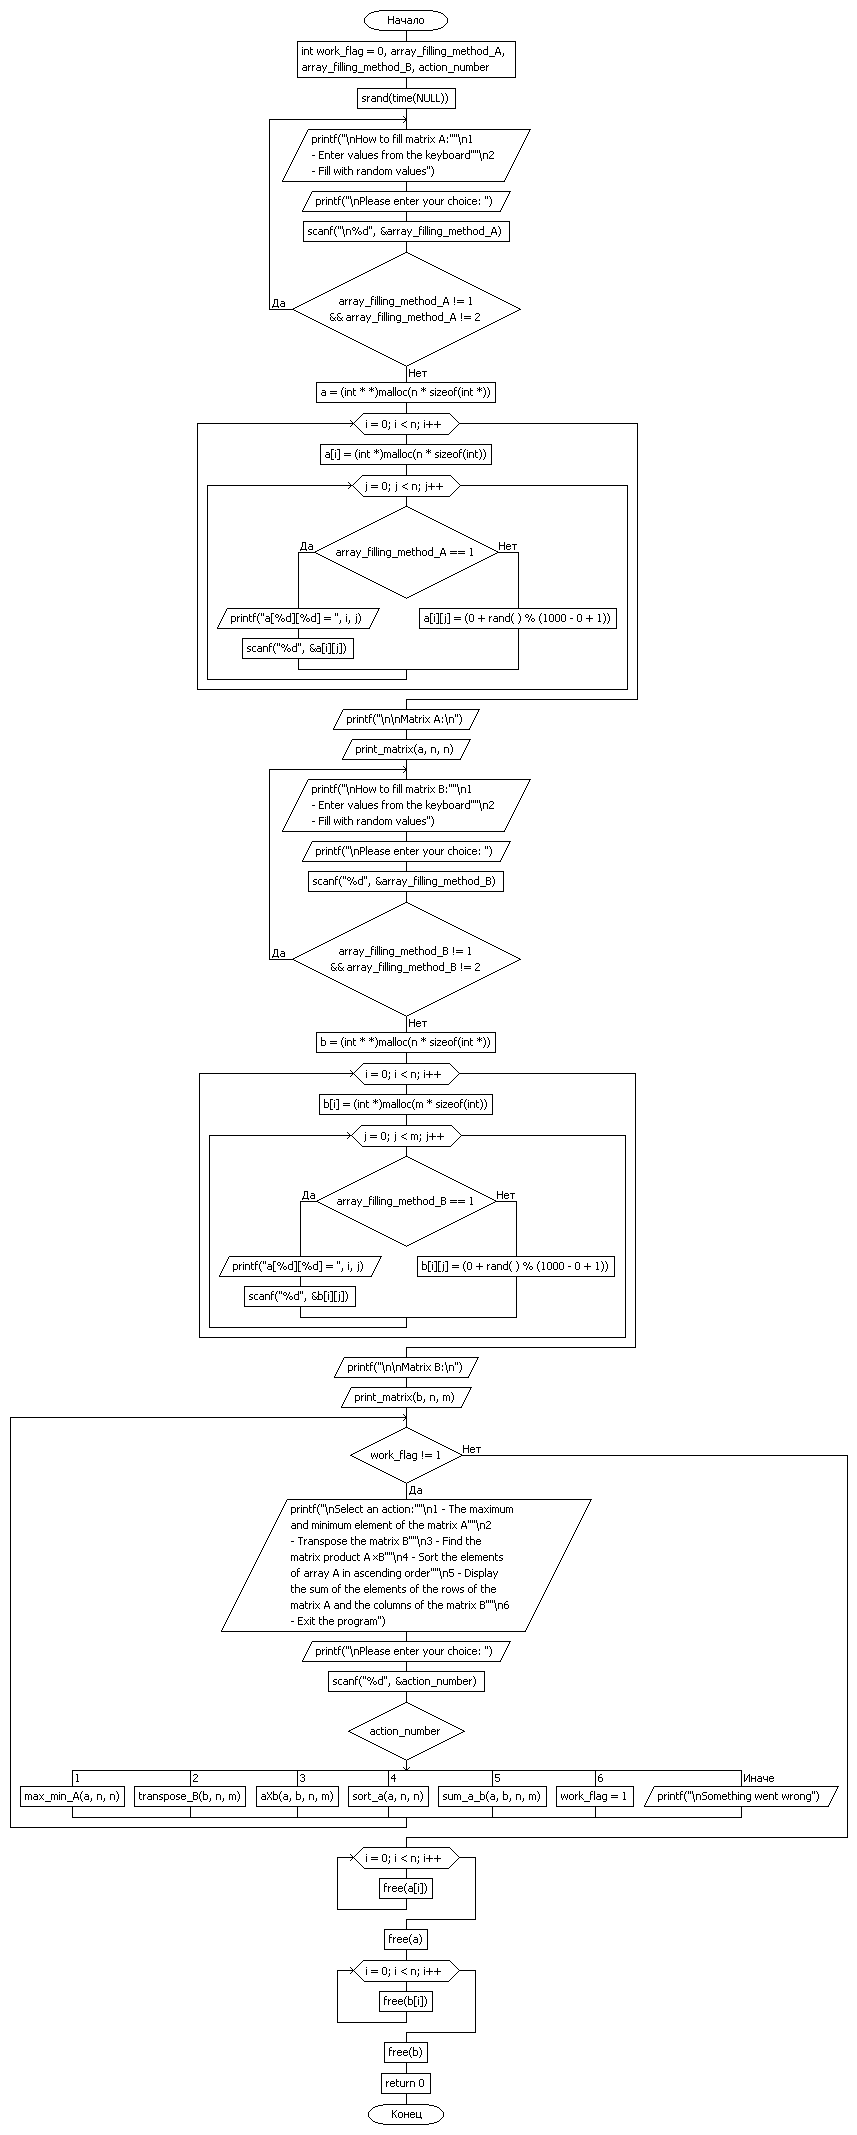 Начало
int work_flag = 0, array_filling_method_A,
array_filling_method_B, action_number
srand(time(NULL))
printf("\nHow to fill matrix A:""\n1
- Enter values from the keyboard""\n2
- Fill with random values")
printf("\nPlease enter your choice: ")
scanf("\n%d", &array_filling_method_A)
array_filling_method_A != 1
&& array_filling_method_A != 2
Да
Нет
a = (int * *)malloc(n * sizeof(int *))
i = 0; i < n; i++
a[i] = (int *)malloc(n * sizeof(int))
j = 0; j < n; j++
Да
Нет
array_filling_method_A == 1
printf("a[%d][%d] = ", i, j)
a[i][j] = (0 + rand( ) % (1000 - 0 + 1))
scanf("%d", &a[i][j])
printf("\n\nMatrix A:\n")
print_matrix(a, n, n)
printf("\nHow to fill matrix B:""\n1
- Enter values from the keyboard""\n2
- Fill with random values")
printf("\nPlease enter your choice: ")
scanf("%d", &array_filling_method_B)
array_filling_method_B != 1
&& array_filling_method_B != 2
Да
Нет
b = (int * *)malloc(n * sizeof(int *))
i = 0; i < n; i++
b[i] = (int *)malloc(m * sizeof(int))
j = 0; j < m; j++
Да
Нет
array_filling_method_B == 1
printf("a[%d][%d] = ", i, j)
b[i][j] = (0 + rand( ) % (1000 - 0 + 1))
scanf("%d", &b[i][j])
printf("\n\nMatrix B:\n")
print_matrix(b, n, m)
work_flag != 1
Нет
Да
printf("\nSelect an action:""\n1 - The maximum
and minimum element of the matrix A""\n2
- Transpose the matrix B""\n3 - Find the
matrix product A×B""\n4 - Sort the elements
of array A in ascending order""\n5 - Display
the sum of the elements of the rows of the
matrix A and the columns of the matrix B""\n6
- Exit the program")
printf("\nPlease enter your choice: ")
scanf("%d", &action_number)
action_number
1
2
3
4
5
6
Иначе
max_min_A(a, n, n)
transpose_B(b, n, m)
aXb(a, b, n, m)
sort_a(a, n, n)
sum_a_b(a, b, n, m)
work_flag = 1
printf("\nSomething went wrong")
i = 0; i < n; i++
free(a[i])
free(a)
i = 0; i < n; i++
free(b[i])
free(b)
return 0
Конец